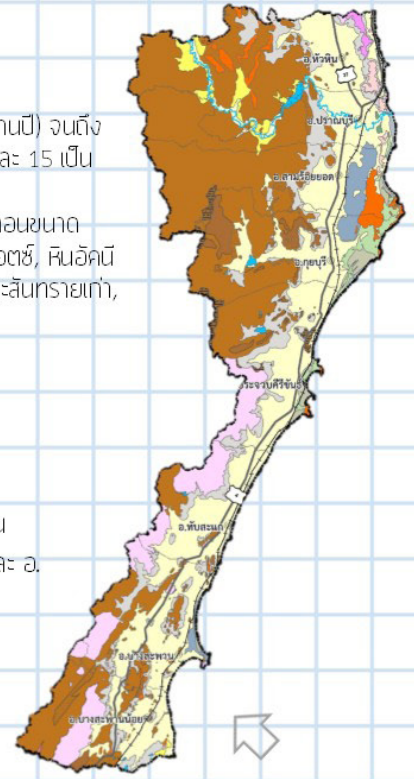 านปี) จนถึง
ละ 15 เป็น
กอนขนาด
อตซ์, หินอัคนี
ะสันทรายเก่า,
น
ละ อ.
อ.หัวหิน
37
อ.ปราณบุรี
อ.สามร้อยยอด
อ.กุยบุรี
ระจวบคีรีขันธ์
4
อ.ทับสะแก
อ.บางสะพาน
อ.บางสะพานน้อย